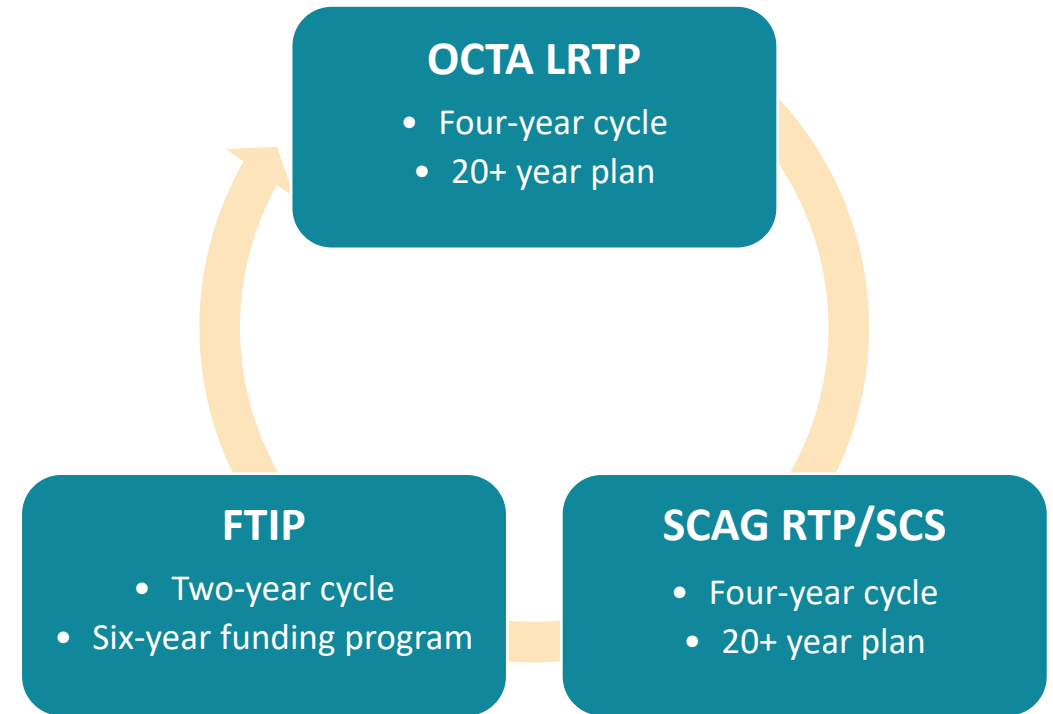 OCTA LRTP
• Four-year cycle
• 20+ year plan
FTIP
• Two-year cycle
• Six-year funding program
SCAG RTP/SCS
• Four-year cycle
• 20+ year plan